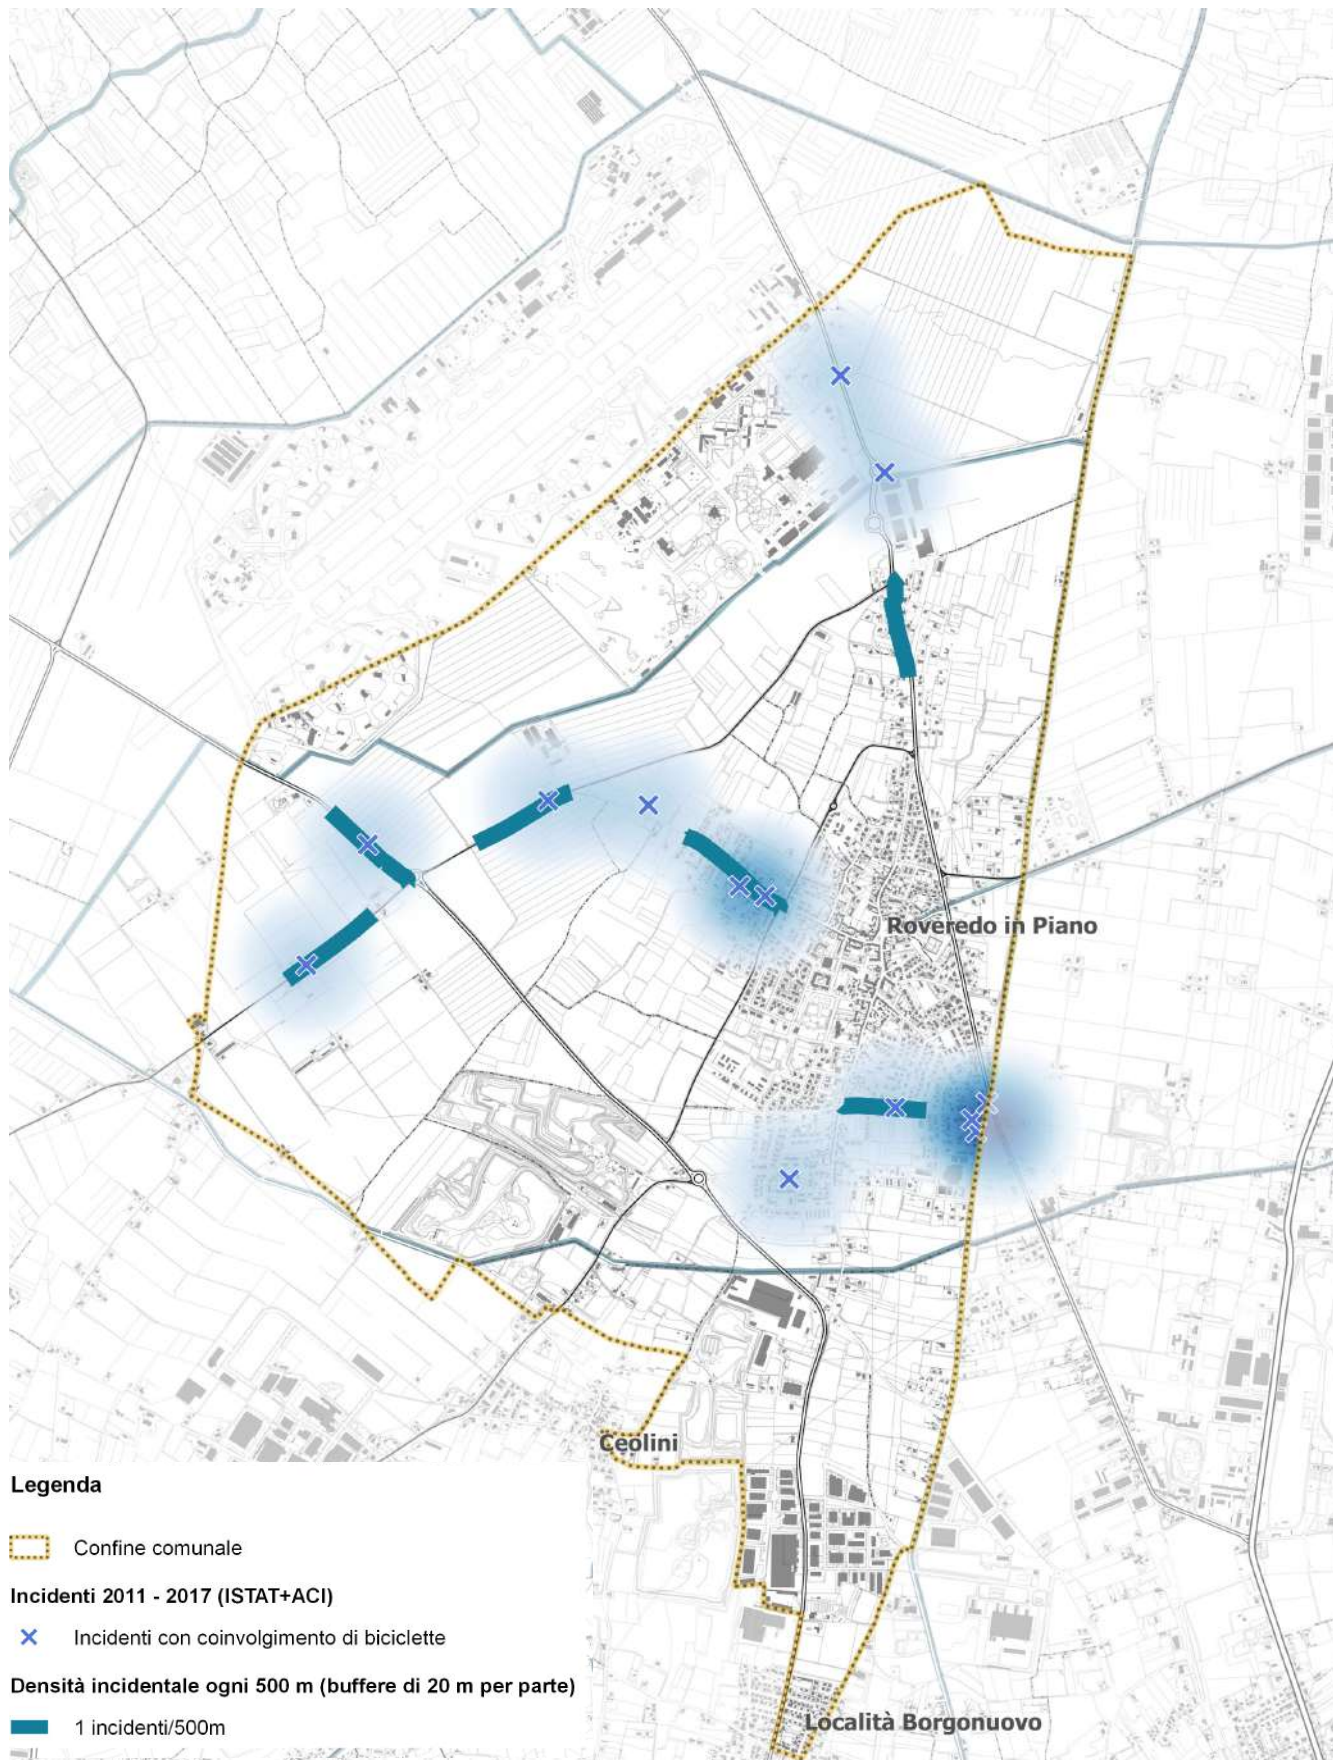 Roveredo in Piano
Ceolini
Legenda
Confine comunale
Incidenti 2011 - 2017 (ISTAT+ACI)
Incidenti con coinvolgimento di biciclette
Densità incidentale ogni 500 m (buffere di 20 m per parte)
1 incidenti/500m
Località Borgonuovo